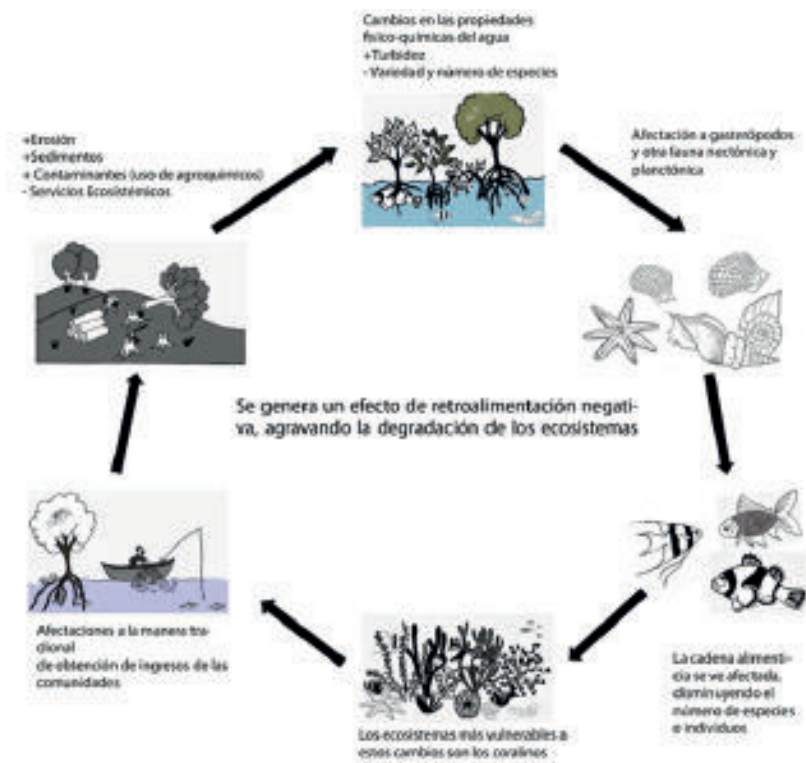 Cambios en las propiedades
físico-químicas del agua
+Turbidez
- Variedad y número de especies
Afectación a gasterópodos
y otra fauna nectónica y
planctónica
+Erosión
+Sedimentos
+ Contaminantes (uso de agroquímicos)
- Servicios Ecosistémicos
Se genera un efecto de retroalimentación negati-
va, agravando la degradación de los ecosistemas
La cadena alimenti-
cia se ve afectada,
disminuyendo el
número de especies
e individuos
Los ecosistemas más vulnerables a
estos cambios son los coralinos
Afectaciones a la manera tra-
dicional
de obtención de ingresos de las
comunidades